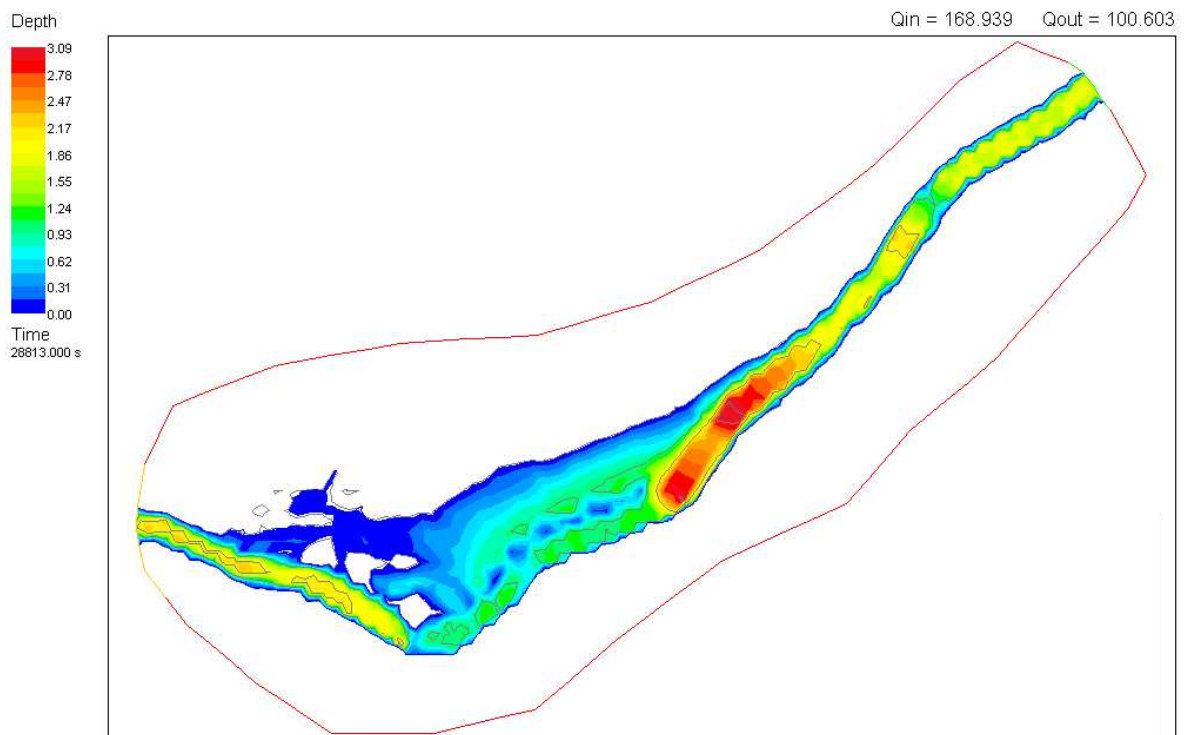 Depth
Qin = 168.939 Qout = 100.603
3.09
2.78
2.47
2.17
1.86
1.55
1.24
0.93
0.62
0.31
0.00
Time
28813.000 s